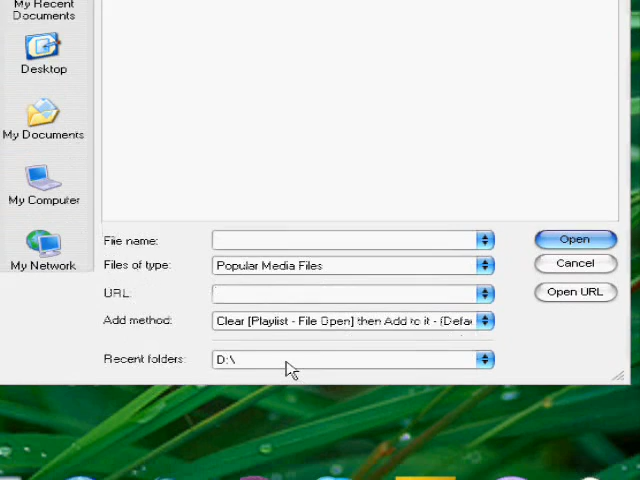 My Recent
Documents
Desktop
My Documents
My Computer
My Network
File name:
Open
Files of type:
Popular Media Files
Cancel
URL:
Open URL
Add method:
Clear [Playlist - File Open] then Add to it - (Defau
Recent folders:
D:\